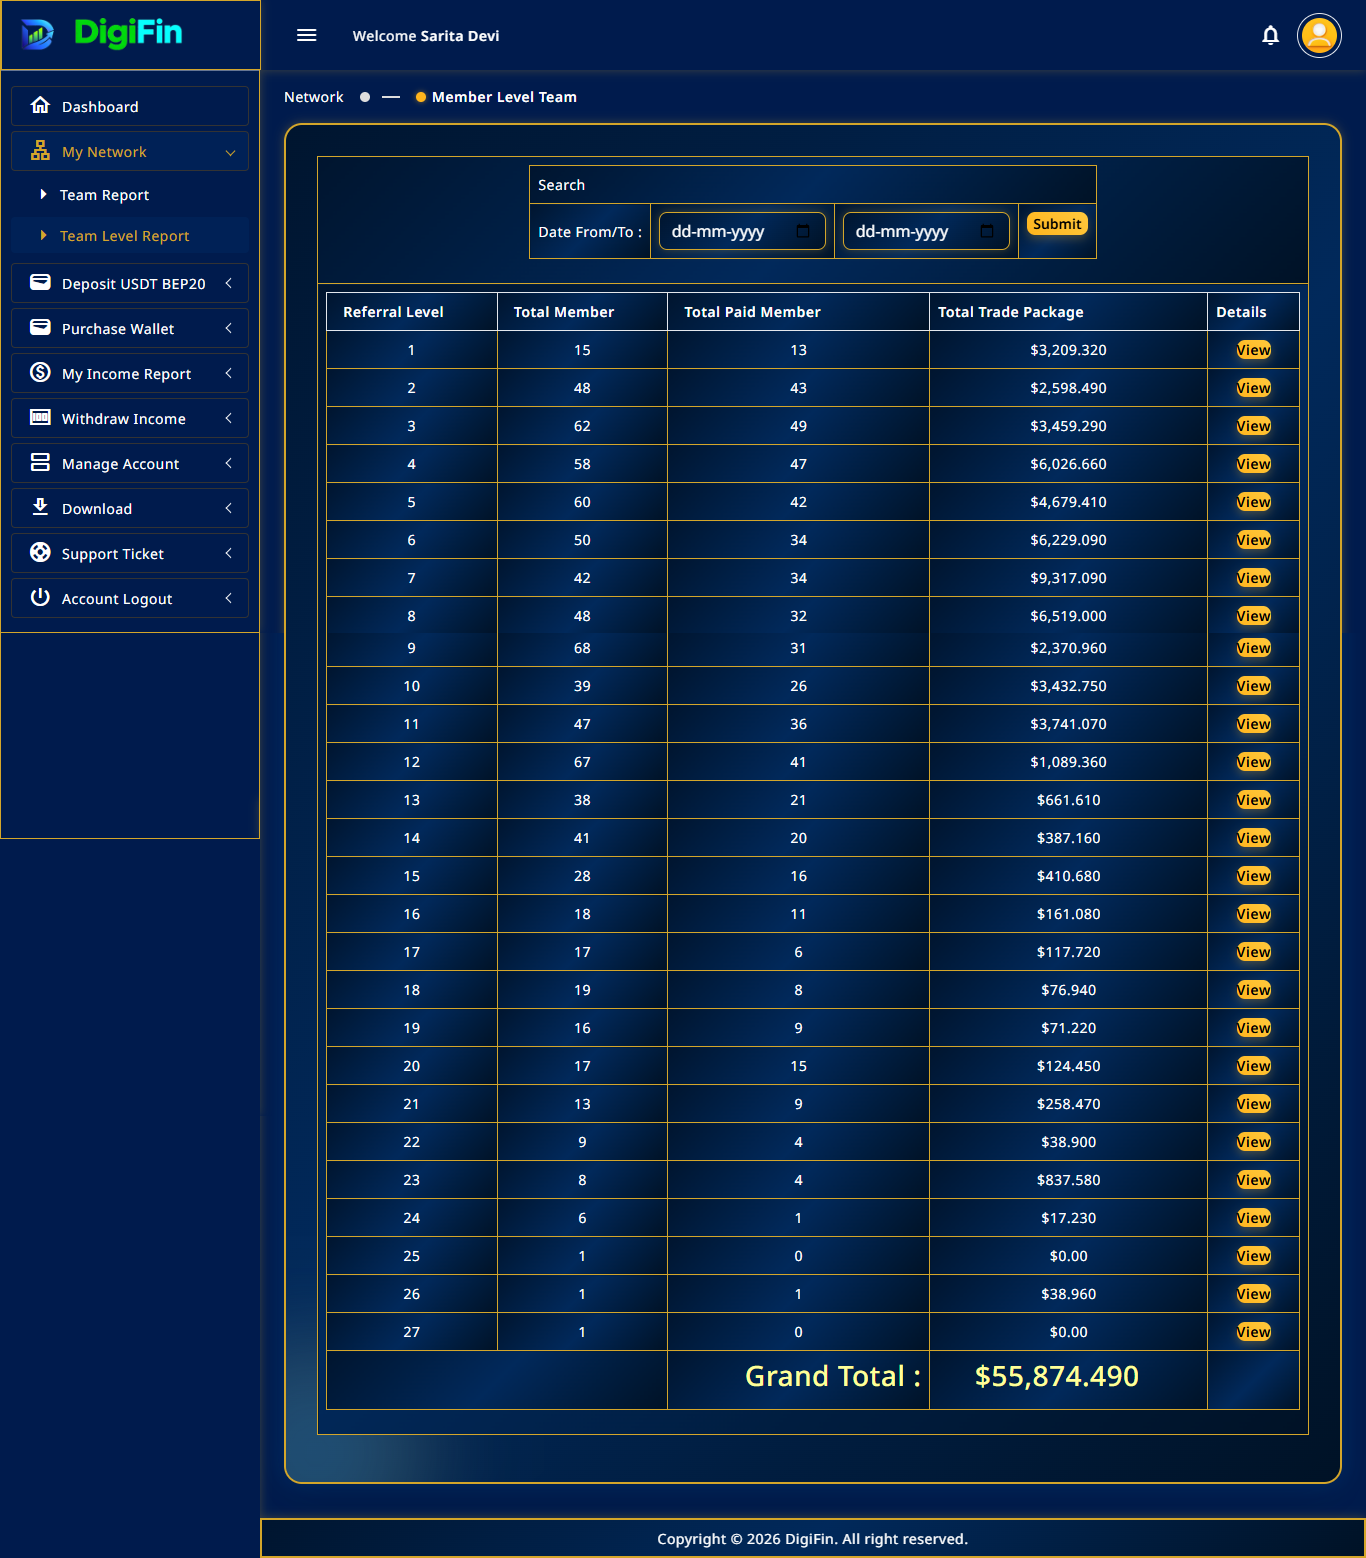 DigiFin
Welcome Sarita Devi
Network
Member Level Team
Dashboard
My Network
Team Report
Team Level Report
Deposit USDT BEP20
Purchase Wallet
My Income Report
Withdraw Income
Manage Account
Download
Support Ticket
Account Logout
Search
Date From/To : dd-mm-yyyy dd-mm-yyyy Submit
Referral Level Total Member Total Paid Member Total Trade Package Details
1 15 13 $3,209.320 View
2 48 43 $2,598.490 View
3 62 49 $3,459.290 View
4 58 47 $6,026.660 View
5 60 42 $4,679.410 View
6 50 34 $6,229.090 View
7 42 34 $9,317.090 View
8 48 32 $6,519.000 View
9 68 31 $2,370.960 View
10 39 26 $3,432.750 View
11 47 36 $3,741.070 View
12 67 41 $1,089.360 View
13 38 21 $661.610 View
14 41 20 $387.160 View
15 28 16 $410.680 View
16 18 11 $161.080 View
17 17 6 $117.720 View
18 19 8 $76.940 View
19 16 9 $71.220 View
20 17 15 $124.450 View
21 13 9 $258.470 View
22 9 4 $38.900 View
23 8 4 $837.580 View
24 6 1 $17.230 View
25 1 0 $0.00 View
26 1 1 $38.960 View
27 1 0 $0.00 View
Grand Total : $55,874.490
Copyright © 2026 DigiFin. All right reserved.